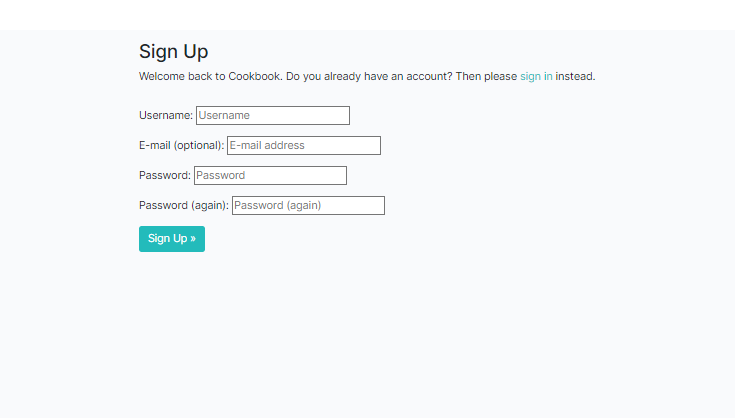 Sign Up
Welcome back to Cookbook. Do you already have an account? Then please sign in instead.
Username: Username
E-mail (optional): E-mail address
Password: Password
Password (again): Password (again)
Sign Up »